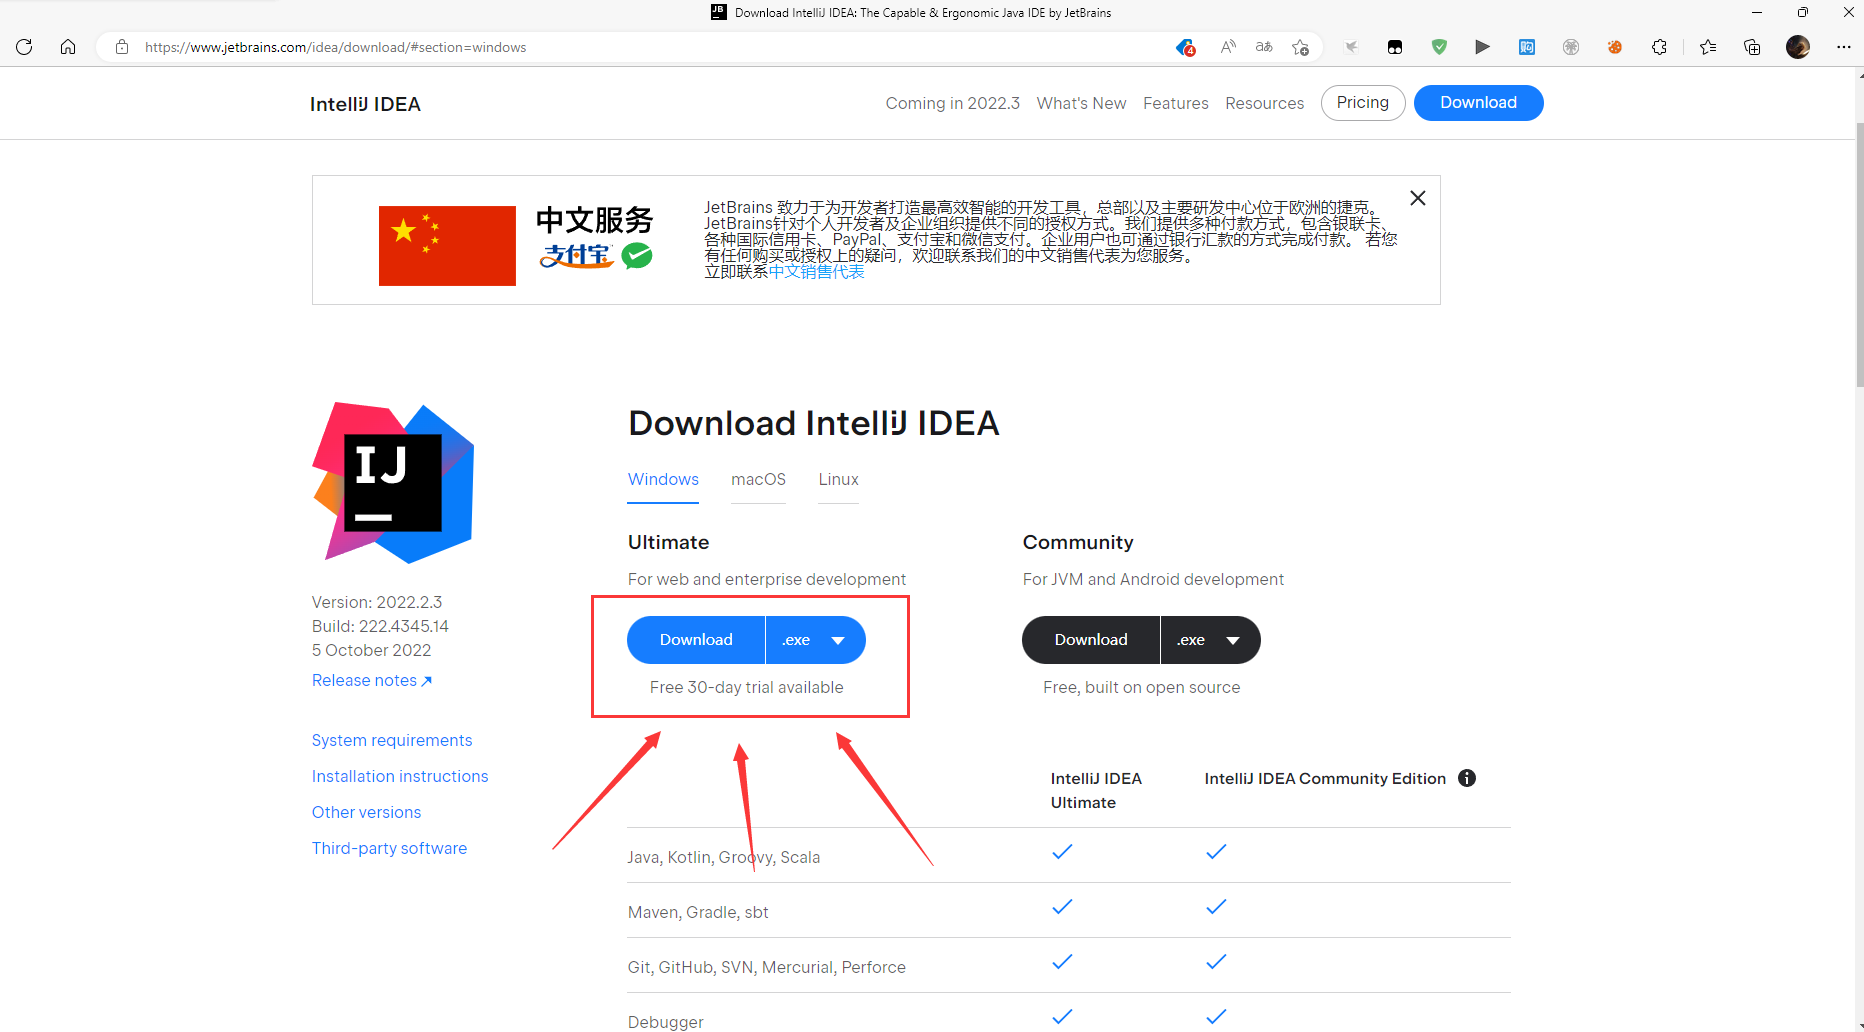 Download IntelliJ IDEA: The Capable & Ergonomic Java IDE by JetBrains
https://www.jetbrains.com/idea/download/#section=windows
4
IntelliJ IDEA
Coming in 2022.3
What's New
Features
Resources
Pricing
Download
中文服务
支付宝
JetBrains 致力于为开发者打造最高效智能的开发工具，总部以及主要研发中心位于欧洲的捷克。
JetBrains针对个人开发者及企业组织提供不同的授权方式。我们提供多种付款方式，包含银联卡、
各种国际信用卡、PayPal、支付宝和微信支付。企业用户也可通过银行汇款的方式完成付款。 若您
有任何购买或授权上的疑问，欢迎联系我们的中文销售代表为您服务。
立即联系中文销售代表
IJ
Version: 2022.2.3
Build: 222.4345.14
5 October 2022
Release notes ↗
System requirements
Installation instructions
Other versions
Third-party software
Download IntelliJ IDEA
Windows
macOS
Linux
Ultimate
For web and enterprise development
Download .exe
Free 30-day trial available
Community
For JVM and Android development
Download .exe
Free, built on open source
IntelliJ IDEA
Ultimate
IntelliJ IDEA Community Edition
Java, Kotlin, Groovy, Scala
Maven, Gradle, sbt
Git, GitHub, SVN, Mercurial, Perforce
Debugger